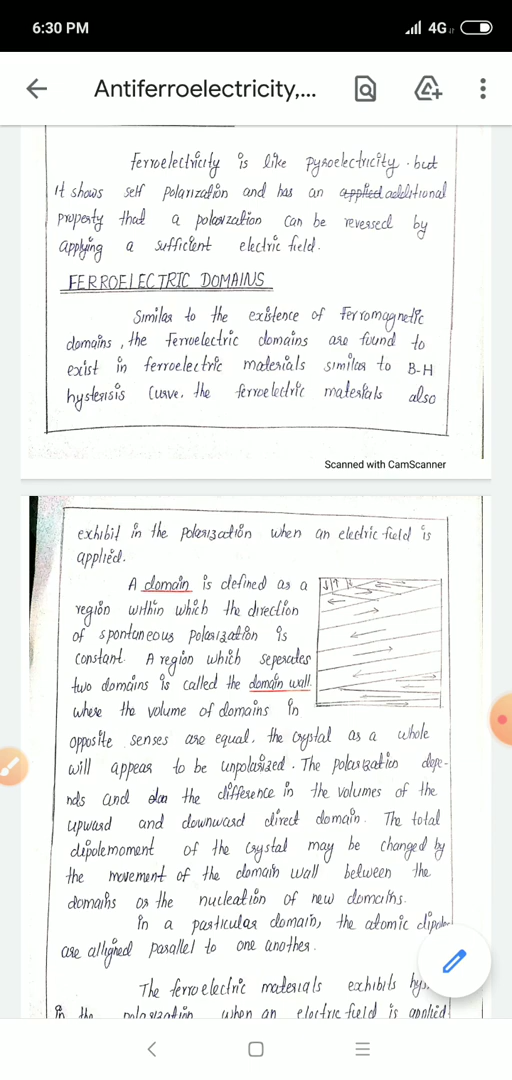 6:30 PM
4G
Antiferroelectricity,...
Ferroelectricity is like pyroelectricity. but
it shows self polarization and has an applied additional
property that a polarization can be reversed by
applying a sufficient electric field.
FERROELECTRIC DOMAINS
Similar to the existence of Ferromagnetic
domains, the Ferroelectric domains are found to
exist in ferroelectric materials similar to B-H
hysterisis curve, the ferroelectric materials also
Scanned with CamScanner
exhibit in the polarization when an electric field is
applied.
A domain is defined as a
region within which the direction
of spontaneous polarization is
constant. A region which seperates
two domains is called the domain wall.
where the volume of domains in
opposite senses are equal, the crystal as a whole
will appear to be unpolarized. The polarization depe-
nds and the difference in the volumes of the
upward and downward direct domain. The total
dipolemoment of the crystal may be changed by
the movement of the domain wall between the
domains or the nucleation of new domains.
in a particular domain, the atomic dipole
are alligned parallel to one another.
The ferroelectric materials exhibits hys
in the polarization when an electric field is applied